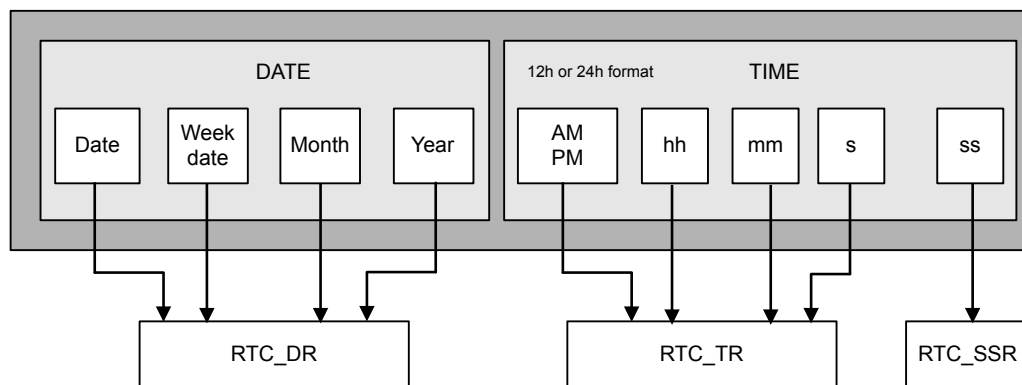 DATE
12h or 24h format
TIME
Date
Week
date
Month
Year
AM
PM
hh
mm
s
ss
RTC_DR
RTC_TR
RTC_SSR